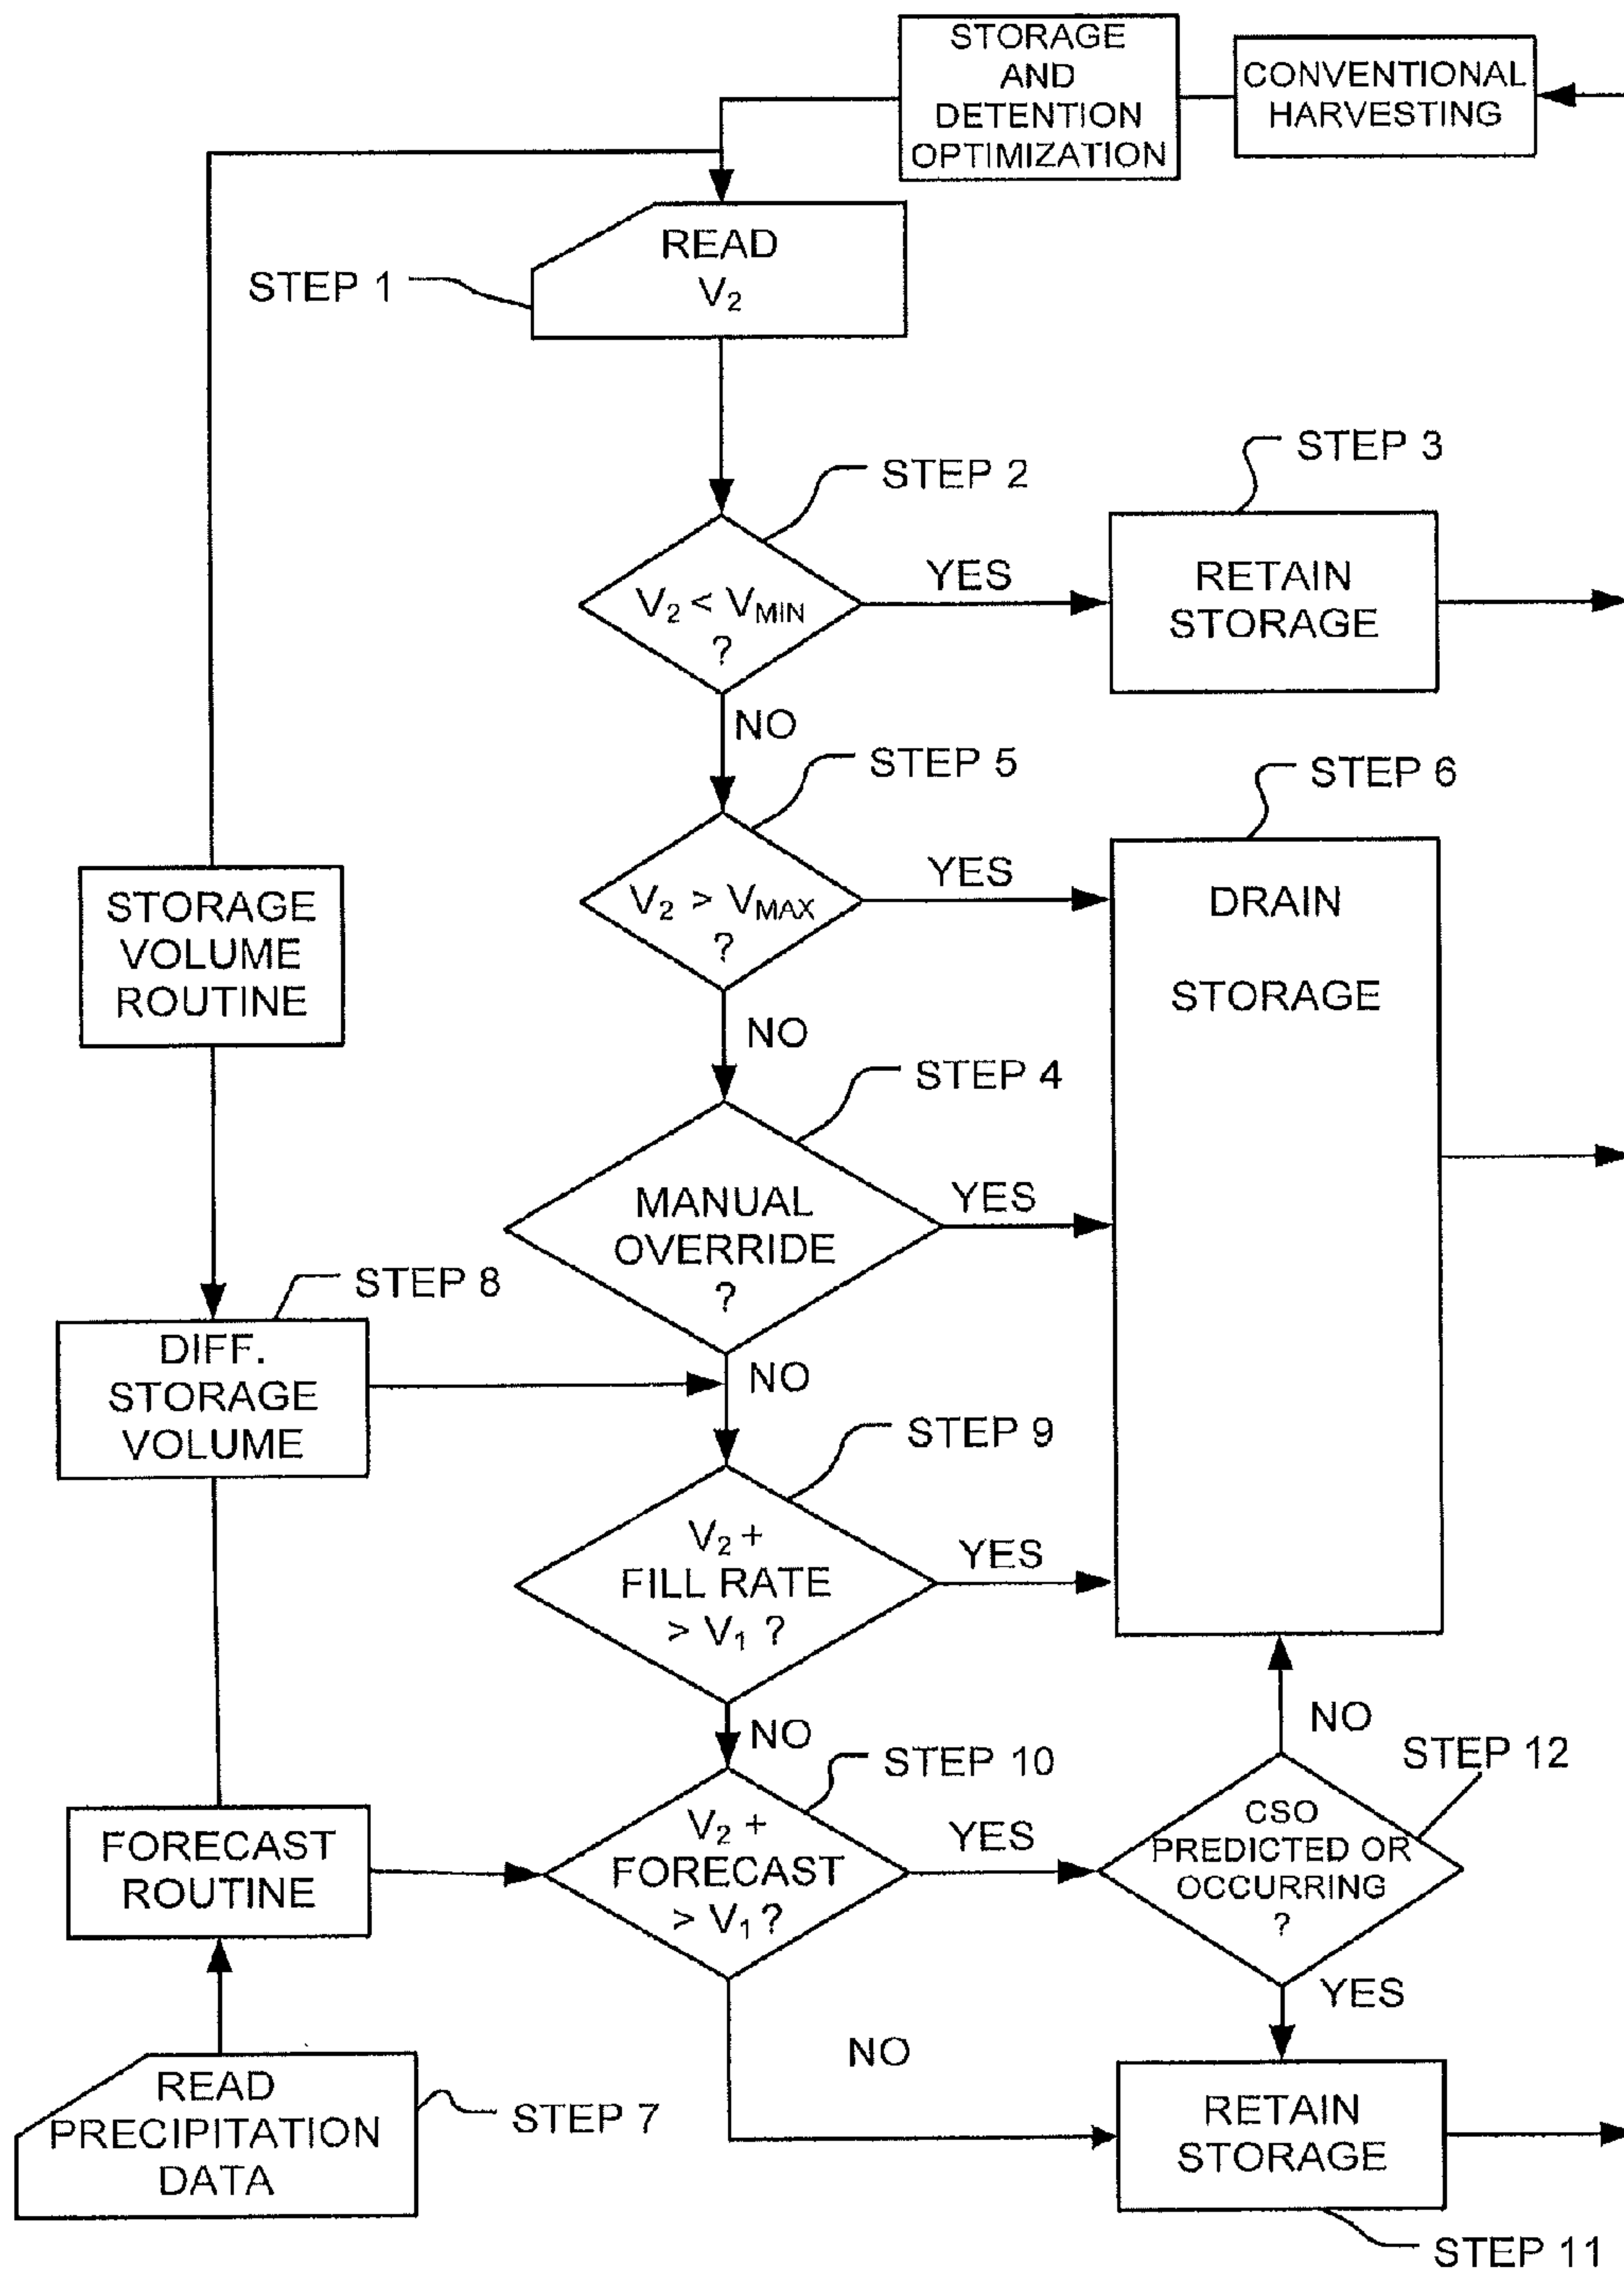 STORAGE
AND
DETENTION
OPTIMIZATION
CONVENTIONAL
HARVESTING
READ
V₂
STEP 1
STEP 2
V₂ < V_MIN
?
YES
STEP 3
RETAIN
STORAGE
NO
STEP 5
V₂ > V_MAX
?
YES
STEP 6
DRAIN
STORAGE
STORAGE
VOLUME
ROUTINE
NO
STEP 4
MANUAL
OVERRIDE
?
YES
STEP 8
DIFF.
STORAGE
VOLUME
NO
STEP 9
V₂ +
FILL RATE
> V₁ ?
YES
NO
STEP 10
V₂ +
FORECAST
> V₁ ?
YES
NO
STEP 12
CSO
PREDICTED OR
OCCURRING
?
YES
FORECAST
ROUTINE
NO
READ
PRECIPITATION
DATA
STEP 7
RETAIN
STORAGE
STEP 11